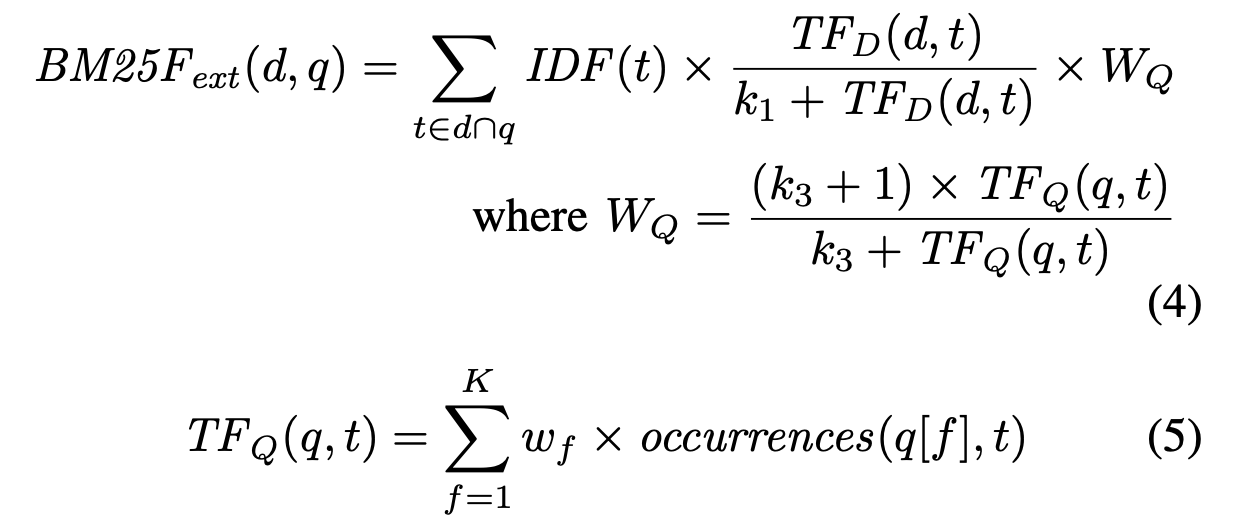 BM25F_{ext}(d, q) = \sum_{t \in d \cap q} IDF(t) \times \frac{TF_D(d, t)}{k_1 + TF_D(d, t)} \times W_Q
where W_Q = \frac{(k_3 + 1) \times TF_Q(q, t)}{k_3 + TF_Q(q, t)}
(4)
TF_Q(q, t) = \sum_{f=1}^{K} w_f \times occurrences(q[f], t) (5)